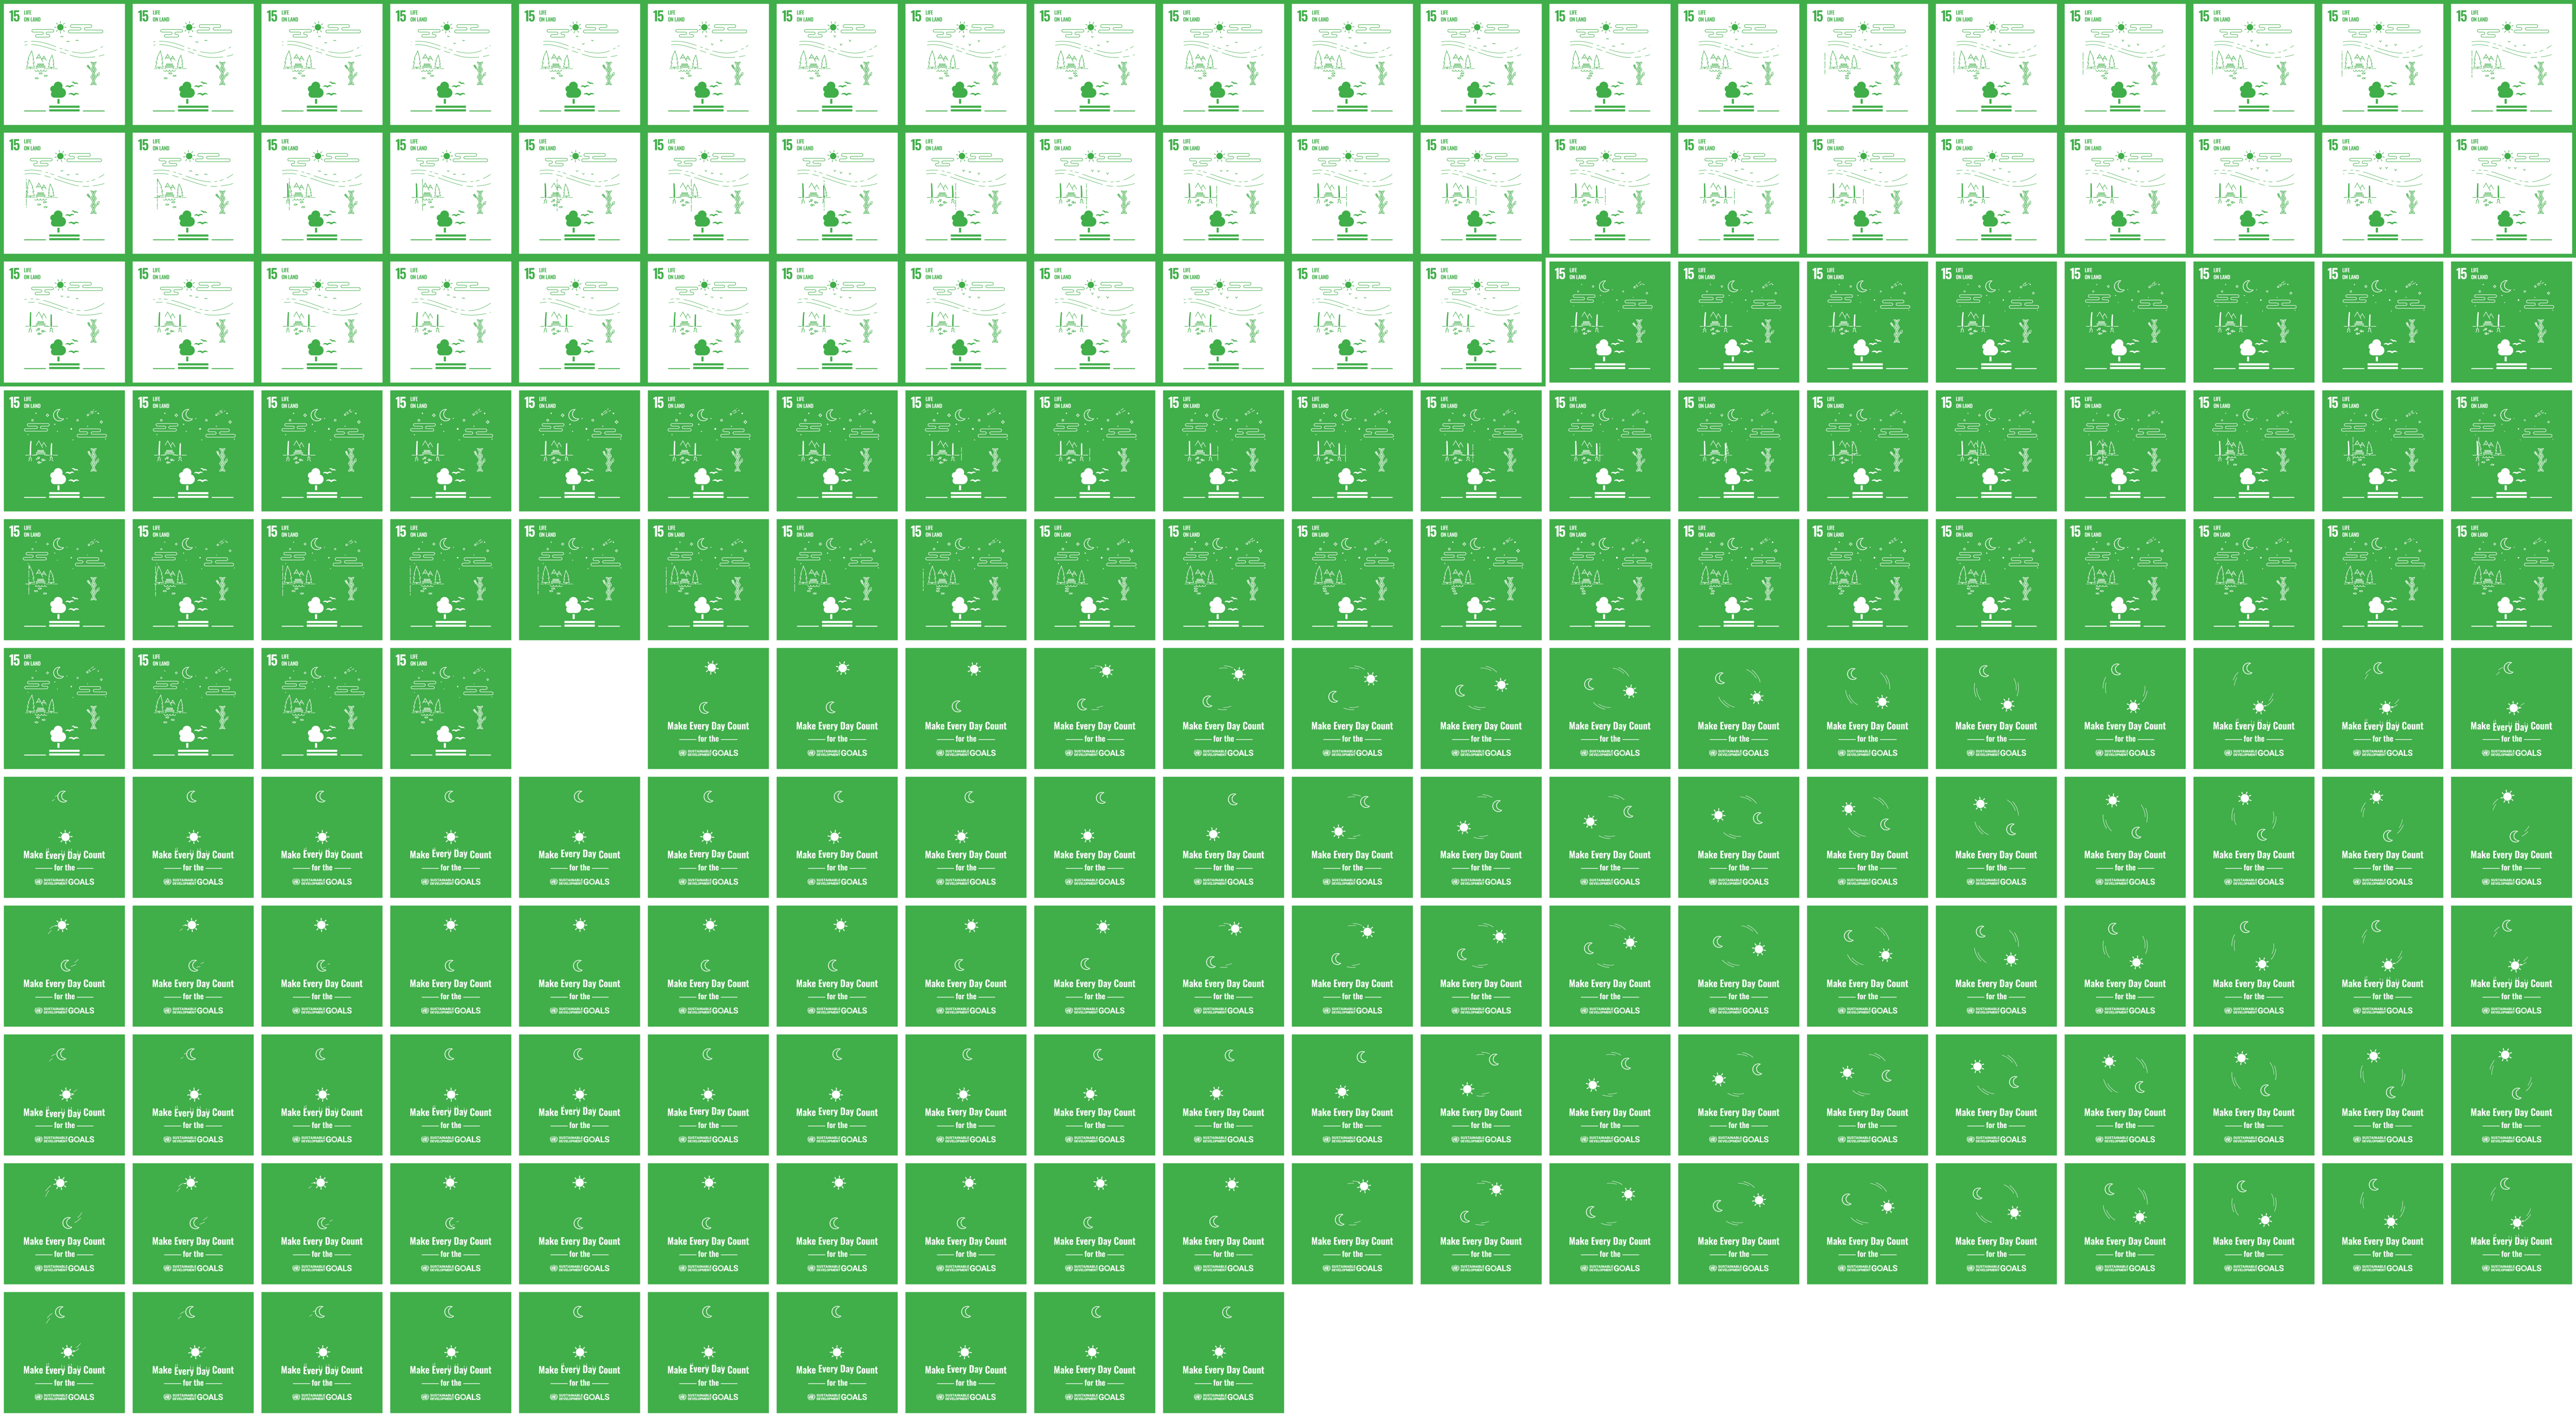 15 LIFE
ON LAND
Make Every Day Count
for the
SUSTAINABLE
DEVELOPMENT GOALS